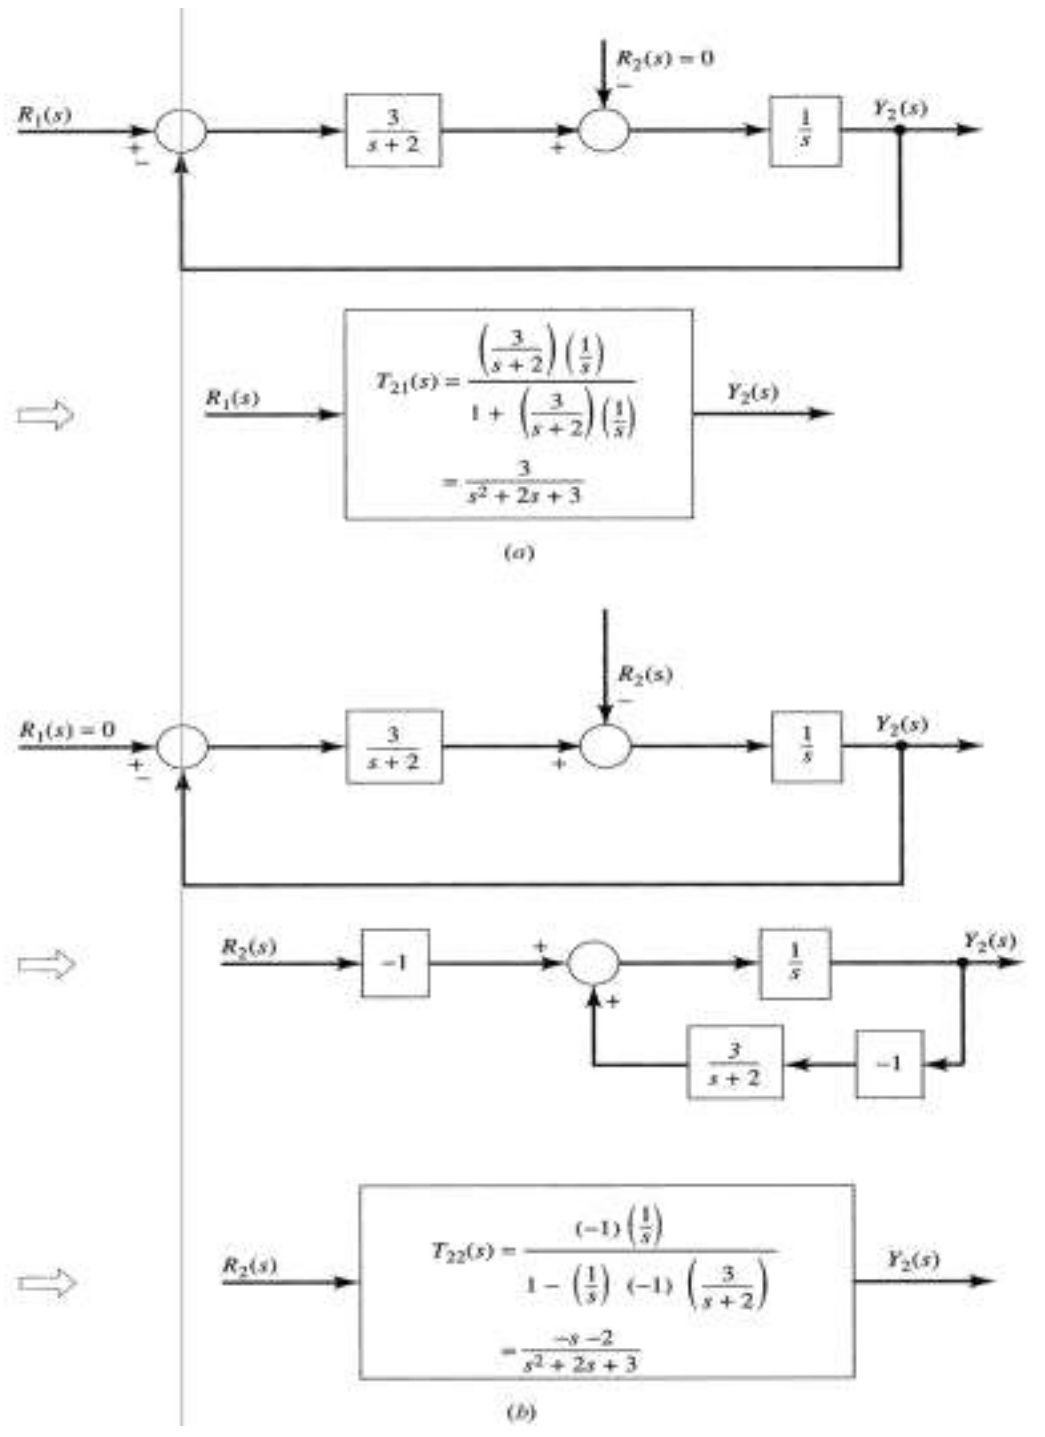 R₂(s) = 0
−
R₁(s)
+
−
3
s + 2
+
1
s
Y₂(s)
R₁(s)
T₂₁(s) = (3/(s + 2)) (1/s) / 1 + (3/(s + 2)) (1/s)
= 3/(s² + 2s + 3)
Y₂(s)
(a)
R₂(s)
−
R₁(s) = 0
+
−
3
s + 2
+
1
s
Y₂(s)
R₂(s)
−1
+
+
1
s
Y₂(s)
3
s + 2
−1
R₂(s)
T₂₂(s) = (−1) (1/s) / 1 − (1/s) (−1) (3/(s + 2))
= −s −2/(s² + 2s + 3)
Y₂(s)
(b)